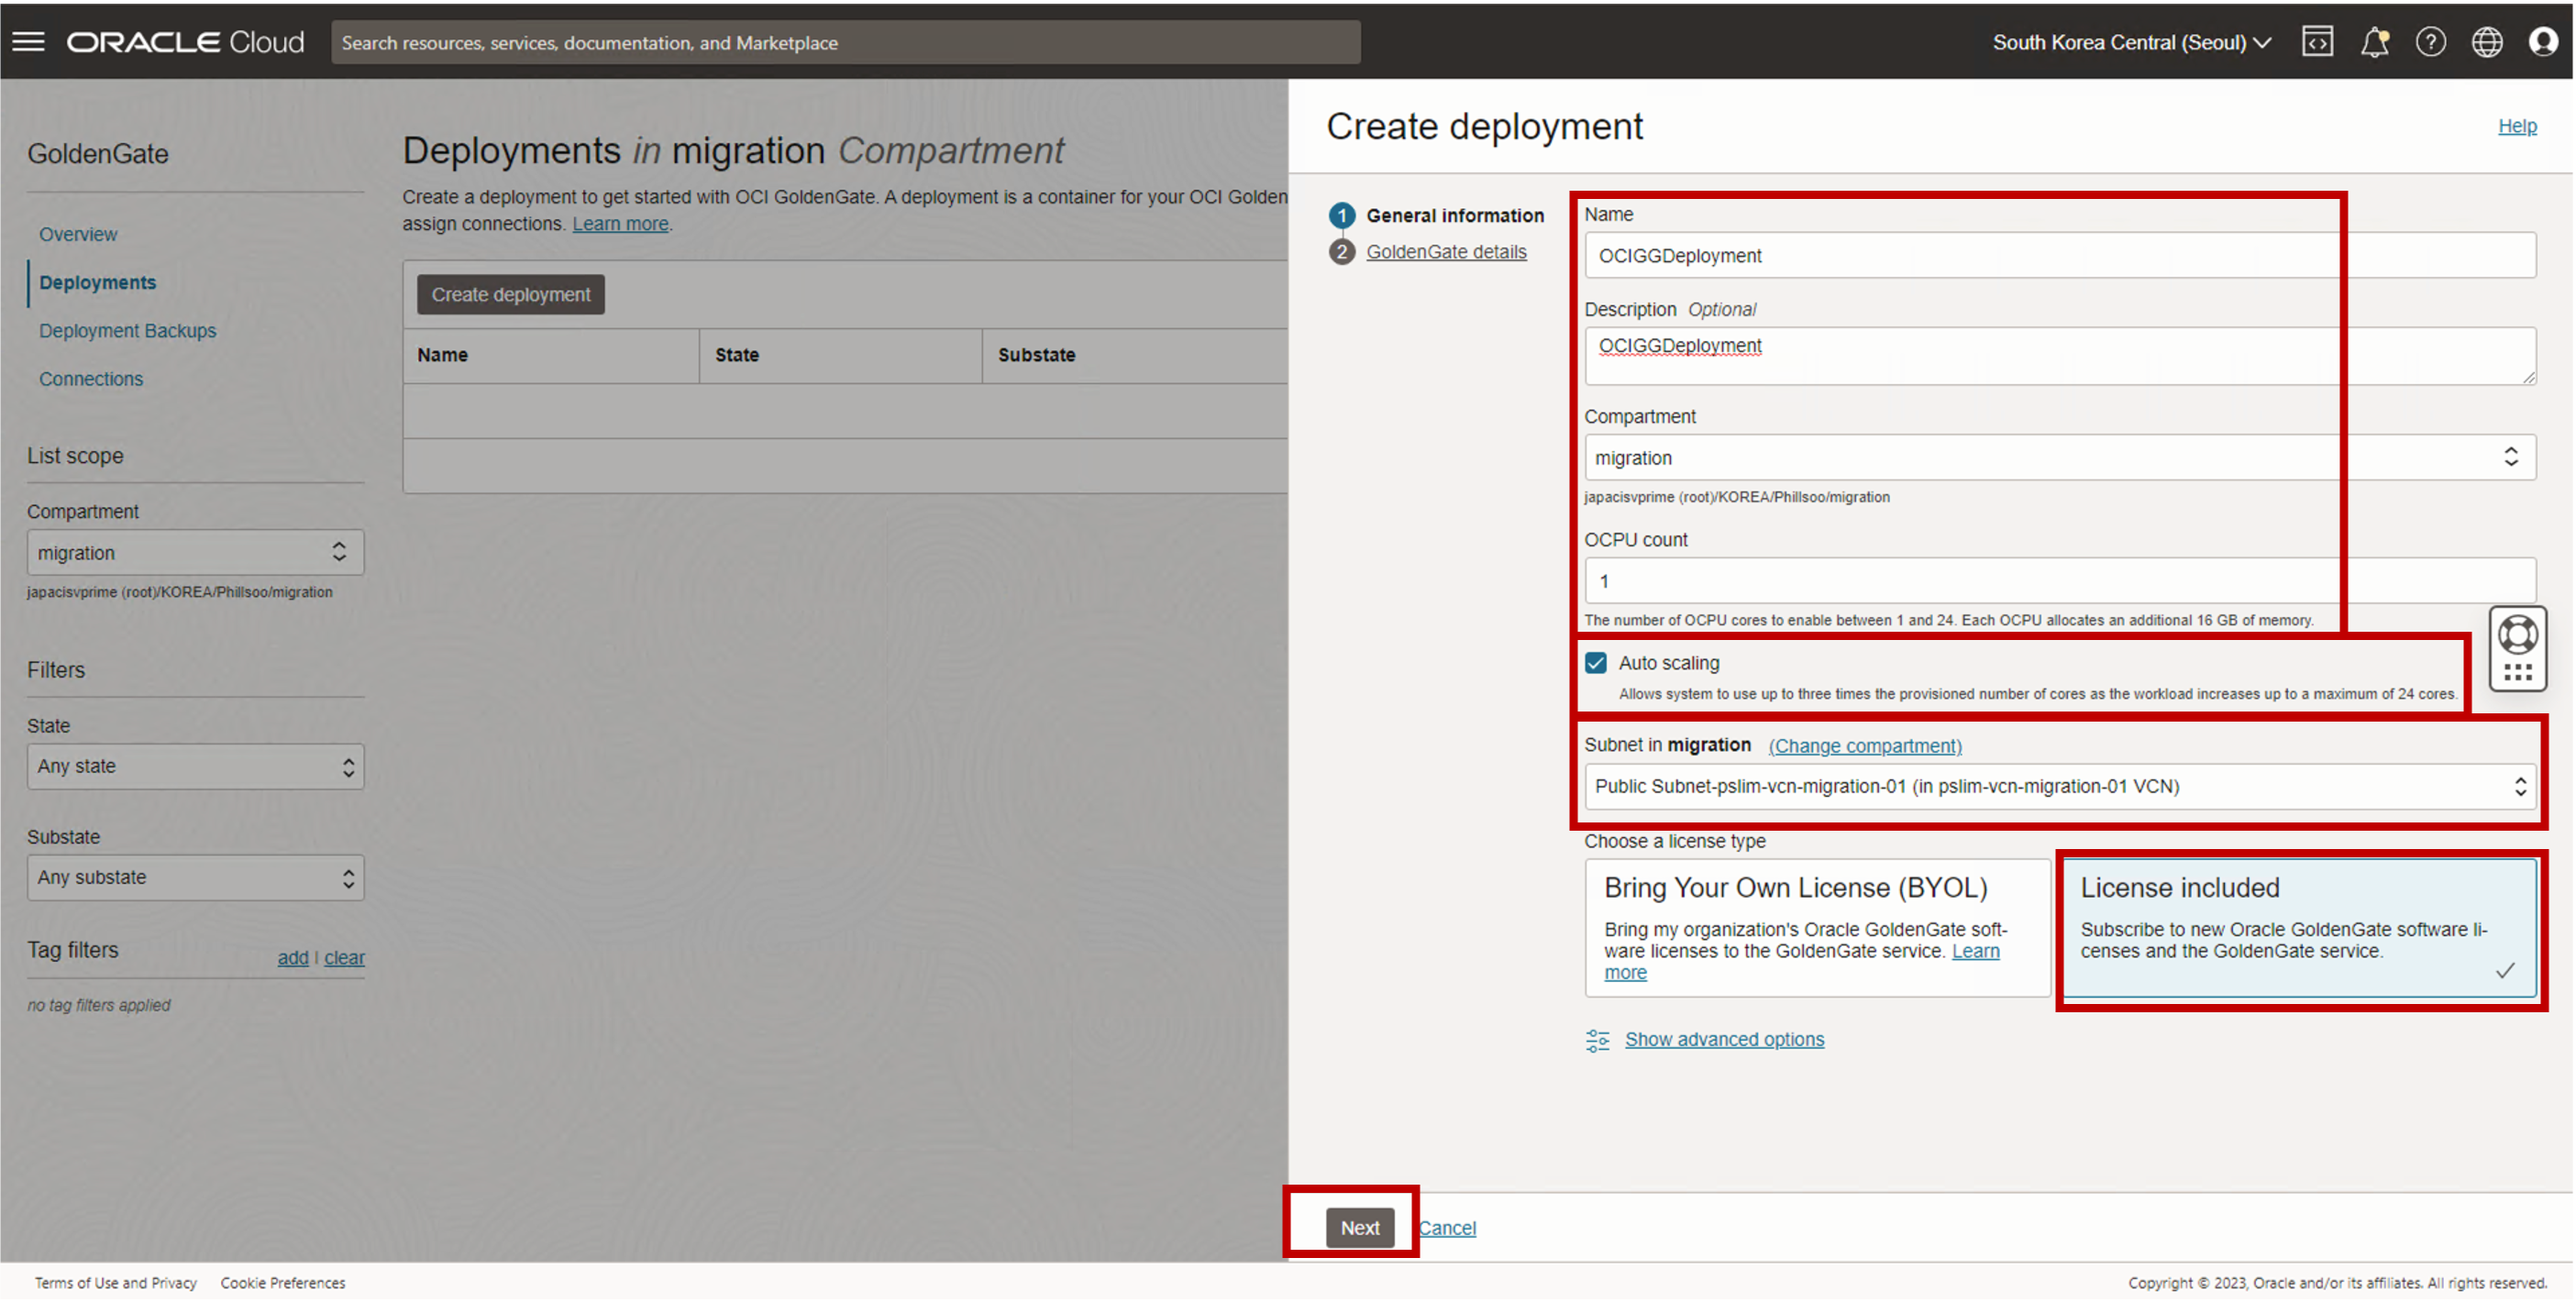 ORACLE Cloud
Search resources, services, documentation, and Marketplace
South Korea Central (Seoul)
GoldenGate
Overview
Deployments
Deployment Backups
Connections
List scope
Compartment
migration
japacisvprime (root)/KOREA/Phillsoo/migration
Filters
State
Any state
Substate
Any substate
Tag filters
add | clear
no tag filters applied
Deployments in migration Compartment
Create a deployment to get started with OCI GoldenGate. A deployment is a container for your OCI Golden
assign connections. Learn more.
Create deployment
Name State Substate
Create deployment
Help
1 General information
2 GoldenGate details
Name
OCIGGDeployment
Description Optional
OCIGGDeployment
Compartment
migration
japacisvprime (root)/KOREA/Phillsoo/migration
OCPU count
1
The number of OCPU cores to enable between 1 and 24. Each OCPU allocates an additional 16 GB of memory.
Auto scaling
Allows system to use up to three times the provisioned number of cores as the workload increases up to a maximum of 24 cores.
Subnet in migration (Change compartment)
Public Subnet-pslim-vcn-migration-01 (in pslim-vcn-migration-01 VCN)
Choose a license type
Bring Your Own License (BYOL)
Bring my organization's Oracle GoldenGate soft-
ware licenses to the GoldenGate service. Learn
more
License included
Subscribe to new Oracle GoldenGate software li-
censes and the GoldenGate service.
Show advanced options
Next
Cancel
Terms of Use and Privacy Cookie Preferences
Copyright © 2023, Oracle and/or its affiliates. All rights reserved.